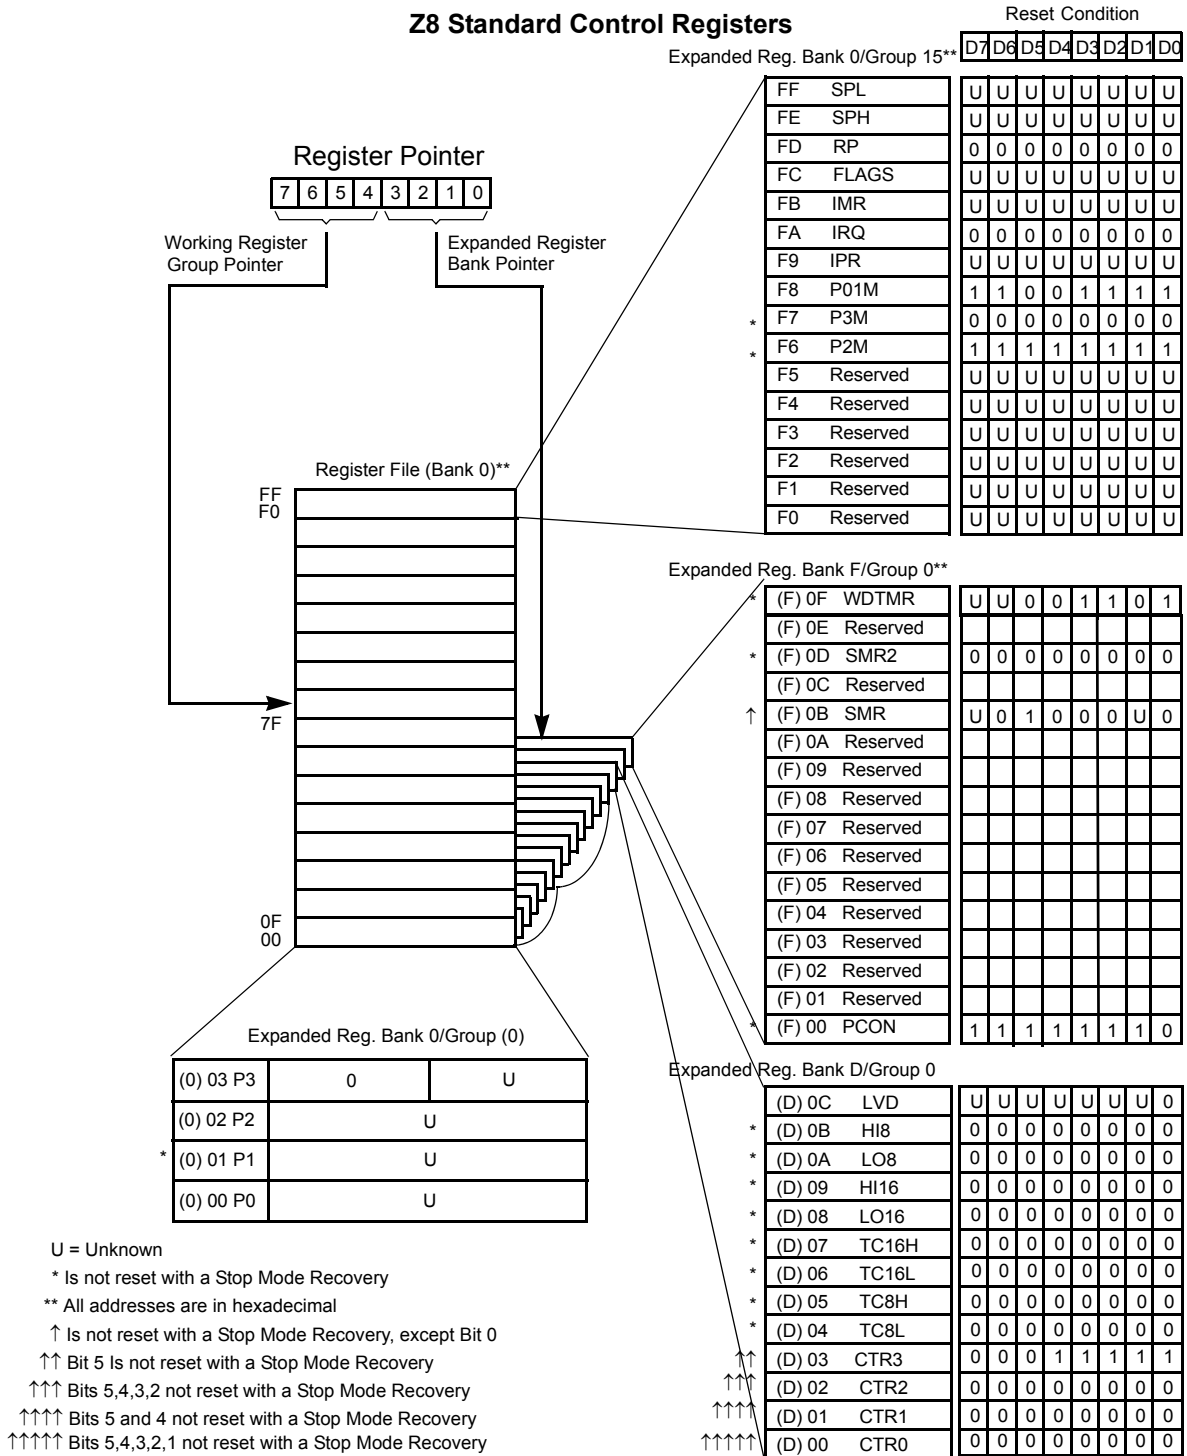 Z8 Standard Control Registers
Reset Condition
Expanded Reg. Bank 0/Group 15**
D7 D6 D5 D4 D3 D2 D1 D0
FF SPL U U U U U U U U
FE SPH U U U U U U U U
FD RP 0 0 0 0 0 0 0 0
FC FLAGS U U U U U U U U
FB IMR U U U U U U U U
FA IRQ 0 0 0 0 0 0 0 0
F9 IPR U U U U U U U U
F8 P01M 1 1 0 0 1 1 1 1
* F7 P3M 0 0 0 0 0 0 0 0
* F6 P2M 1 1 1 1 1 1 1 1
F5 Reserved U U U U U U U U
F4 Reserved U U U U U U U U
F3 Reserved U U U U U U U U
F2 Reserved U U U U U U U U
F1 Reserved U U U U U U U U
F0 Reserved U U U U U U U U
Register Pointer
7 6 5 4 3 2 1 0
Working Register
Group Pointer
Expanded Register
Bank Pointer
Register File (Bank 0)**
FF
F0
7F
0F
00
Expanded Reg. Bank F/Group 0**
* (F) 0F WDTMR U U 0 0 1 1 0 1
(F) 0E Reserved
* (F) 0D SMR2 0 0 0 0 0 0 0 0
(F) 0C Reserved
↑ (F) 0B SMR U 0 1 0 0 0 U 0
(F) 0A Reserved
(F) 09 Reserved
(F) 08 Reserved
(F) 07 Reserved
(F) 06 Reserved
(F) 05 Reserved
(F) 04 Reserved
(F) 03 Reserved
(F) 02 Reserved
(F) 01 Reserved
* (F) 00 PCON 1 1 1 1 1 1 1 0
Expanded Reg. Bank 0/Group (0)
(0) 03 P3 0 U
(0) 02 P2 U
* (0) 01 P1 U
(0) 00 P0 U
Expanded Reg. Bank D/Group 0
(D) 0C LVD U U U U U U U 0
* (D) 0B HI8 0 0 0 0 0 0 0 0
* (D) 0A LO8 0 0 0 0 0 0 0 0
* (D) 09 HI16 0 0 0 0 0 0 0 0
* (D) 08 LO16 0 0 0 0 0 0 0 0
* (D) 07 TC16H 0 0 0 0 0 0 0 0
* (D) 06 TC16L 0 0 0 0 0 0 0 0
* (D) 05 TC8H 0 0 0 0 0 0 0 0
* (D) 04 TC8L 0 0 0 0 0 0 0 0
↑↑ (D) 03 CTR3 0 0 0 1 1 1 1 1
↑↑↑ (D) 02 CTR2 0 0 0 0 0 0 0 0
↑↑↑↑ (D) 01 CTR1 0 0 0 0 0 0 0 0
↑↑↑↑↑ (D) 00 CTR0 0 0 0 0 0 0 0 0
U = Unknown
* Is not reset with a Stop Mode Recovery
** All addresses are in hexadecimal
↑ Is not reset with a Stop Mode Recovery, except Bit 0
↑↑ Bit 5 Is not reset with a Stop Mode Recovery
↑↑↑ Bits 5,4,3,2 not reset with a Stop Mode Recovery
↑↑↑↑ Bits 5 and 4 not reset with a Stop Mode Recovery
↑↑↑↑↑ Bits 5,4,3,2,1 not reset with a Stop Mode Recovery